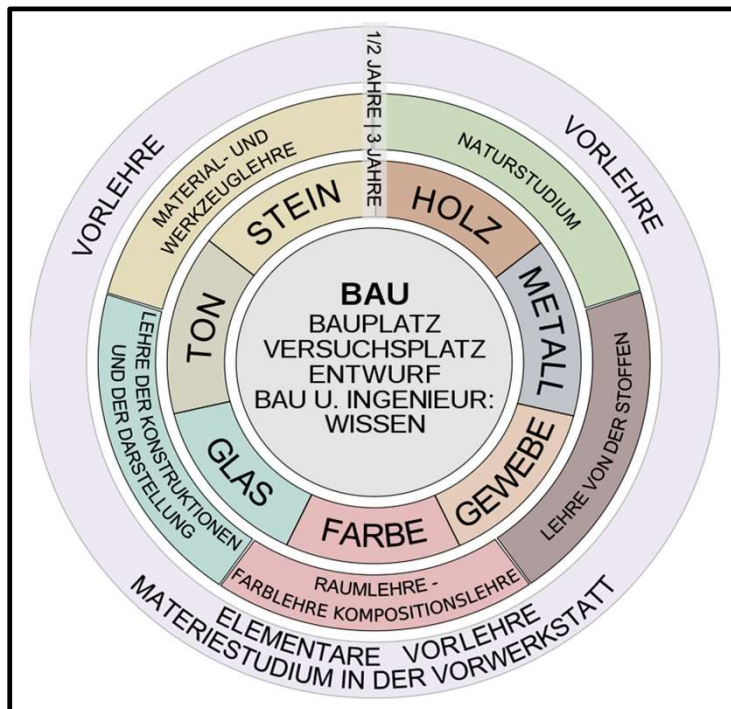 1/2 JAHRE | 3 JAHRE
VORLEHRE
VORLEHRE
MATERIAL- UND
WERKZEUGLEHRE
NATURSTUDIUM
LEHRE VON DER STOFFEN
RAUMLEHRE -
FARBLEHRE KOMPOSITIONSLEHRE
LEHRE DER KONSTRUKTIONEN
UND DER DARSTELLUNG
STEIN
HOLZ
METALL
GEWEBE
FARBE
GLAS
TON
BAU
BAUPLATZ
VERSUCHSPLATZ
ENTWURF
BAU U. INGENIEUR:
WISSEN
ELEMENTARE VORLEHRE
MATERIESTUDIUM IN DER VORWERKSTATT